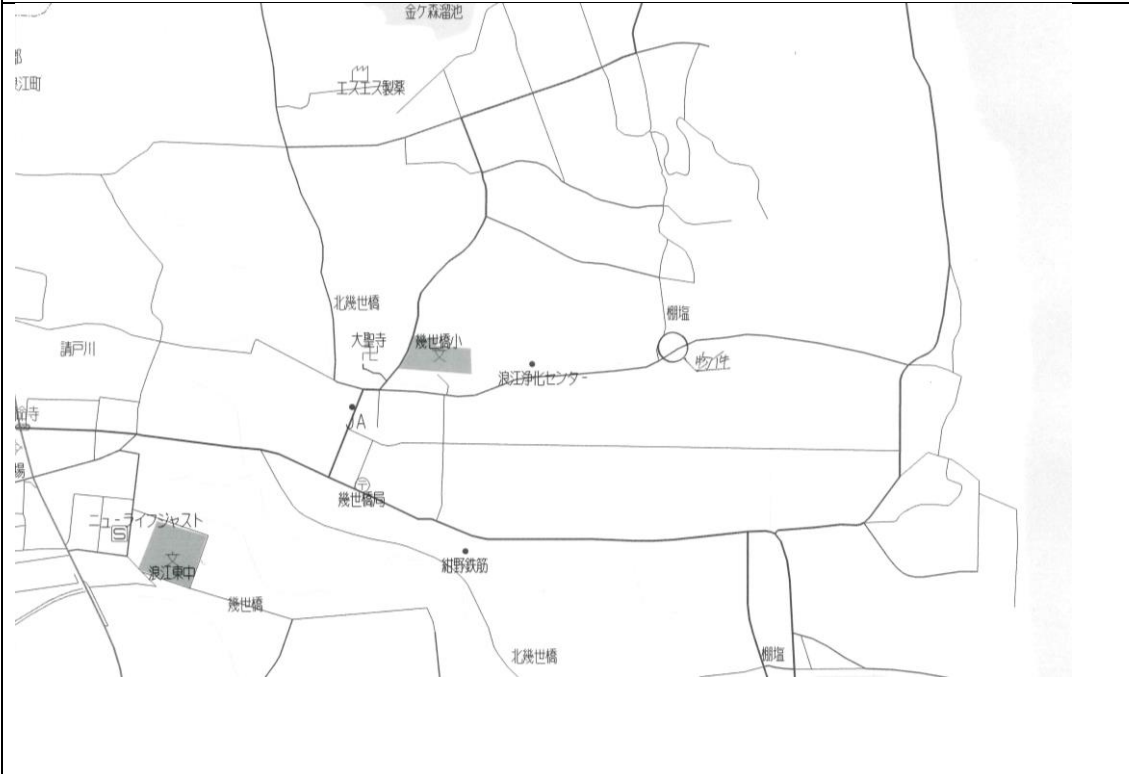 金ケ森溜池
エスエス製薬
北幾世橋
大聖寺
幾世橋小
棚塩
請戸川
浪江浄化センター
物件
JA
幾世橋局
ニューライフジャスト
S
文
浪江東中
紺野鉄筋
幾世橋
北幾世橋
棚塩